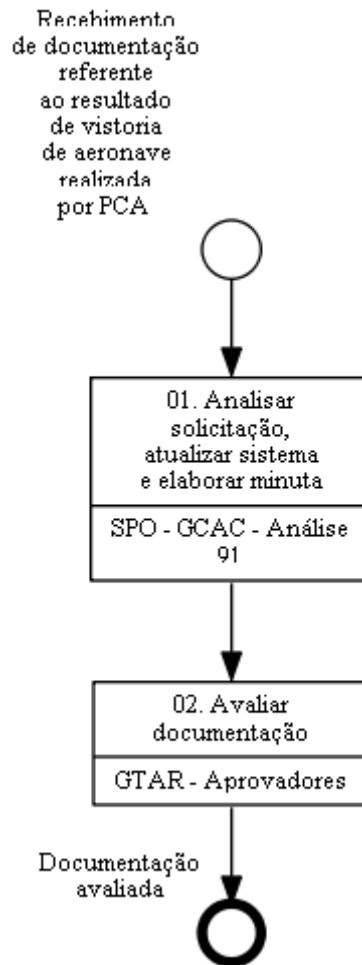 Recebimento
de documentação
referente
ao resultado
de vistoria
de aeronave
realizada
por PCA
01. Analisar
solicitação,
atualizar sistema
e elaborar minuta
SPO - GCAC - Análise
91
02. Avaliar
documentação
GTAR - Aprovadores
Documentação
avaliada